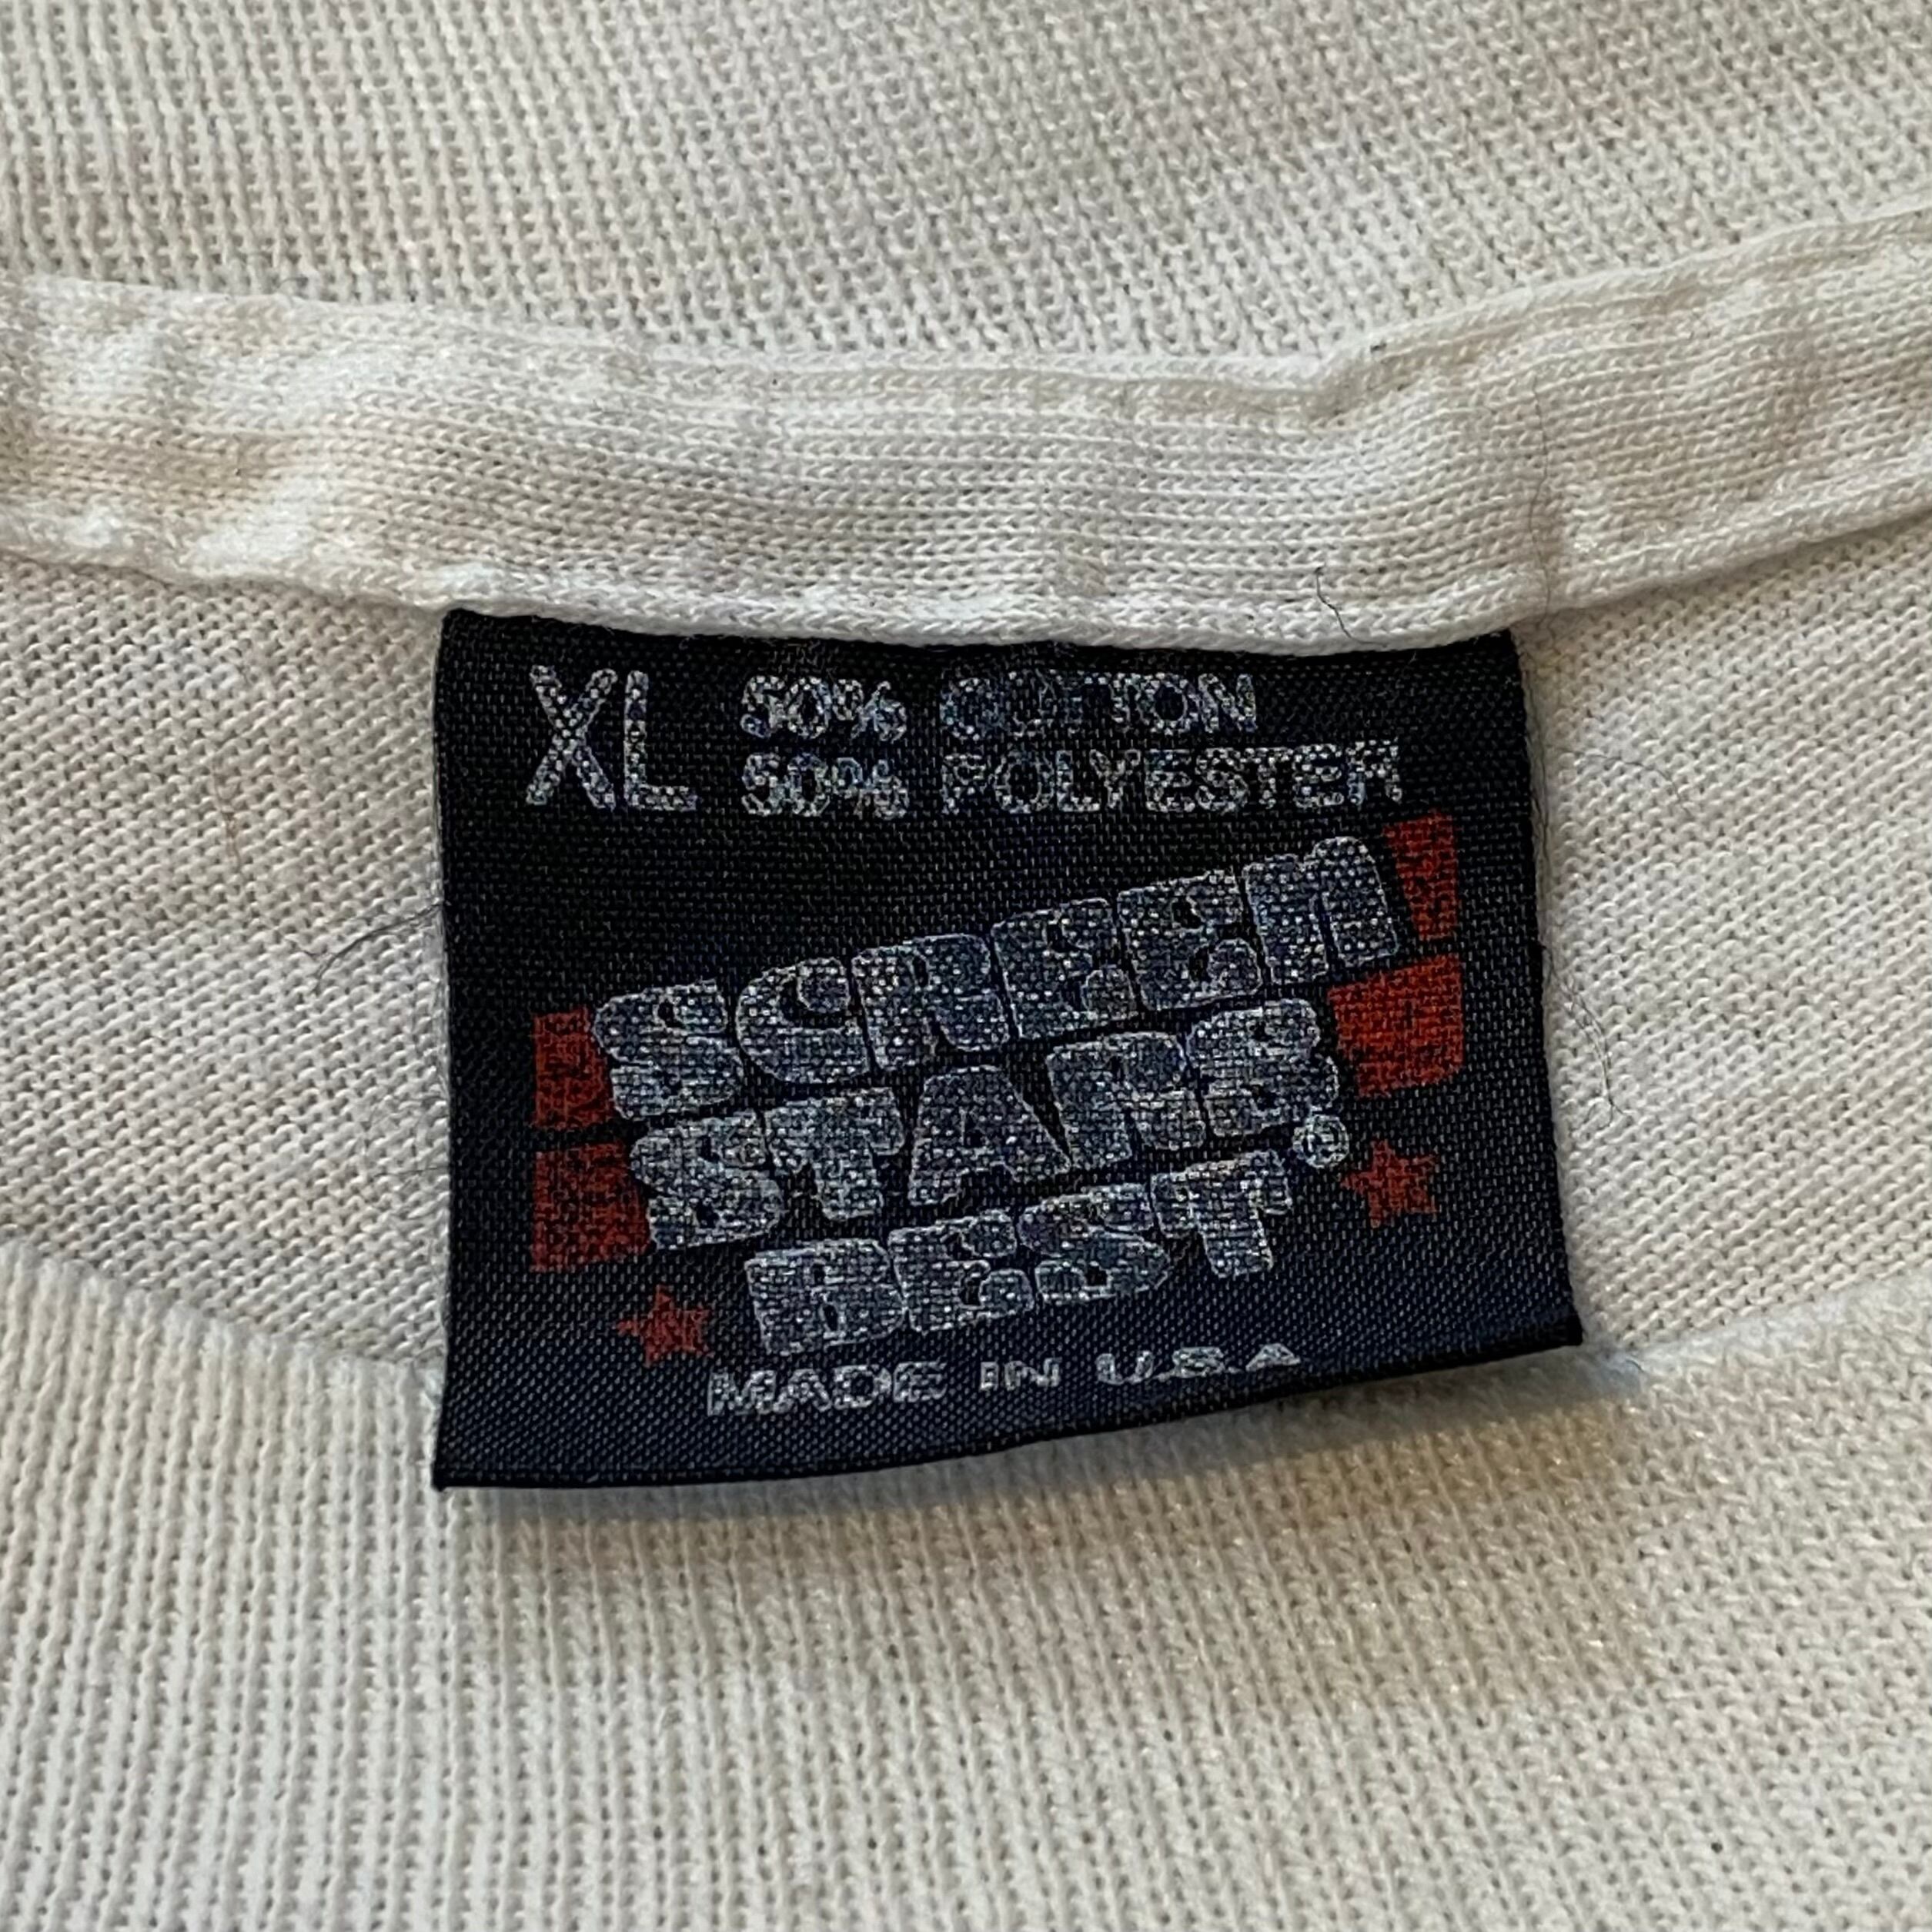 XL 50% COTTON
50% POLYESTER
SCREEN
STARS®
BEST
MADE IN U.S.A